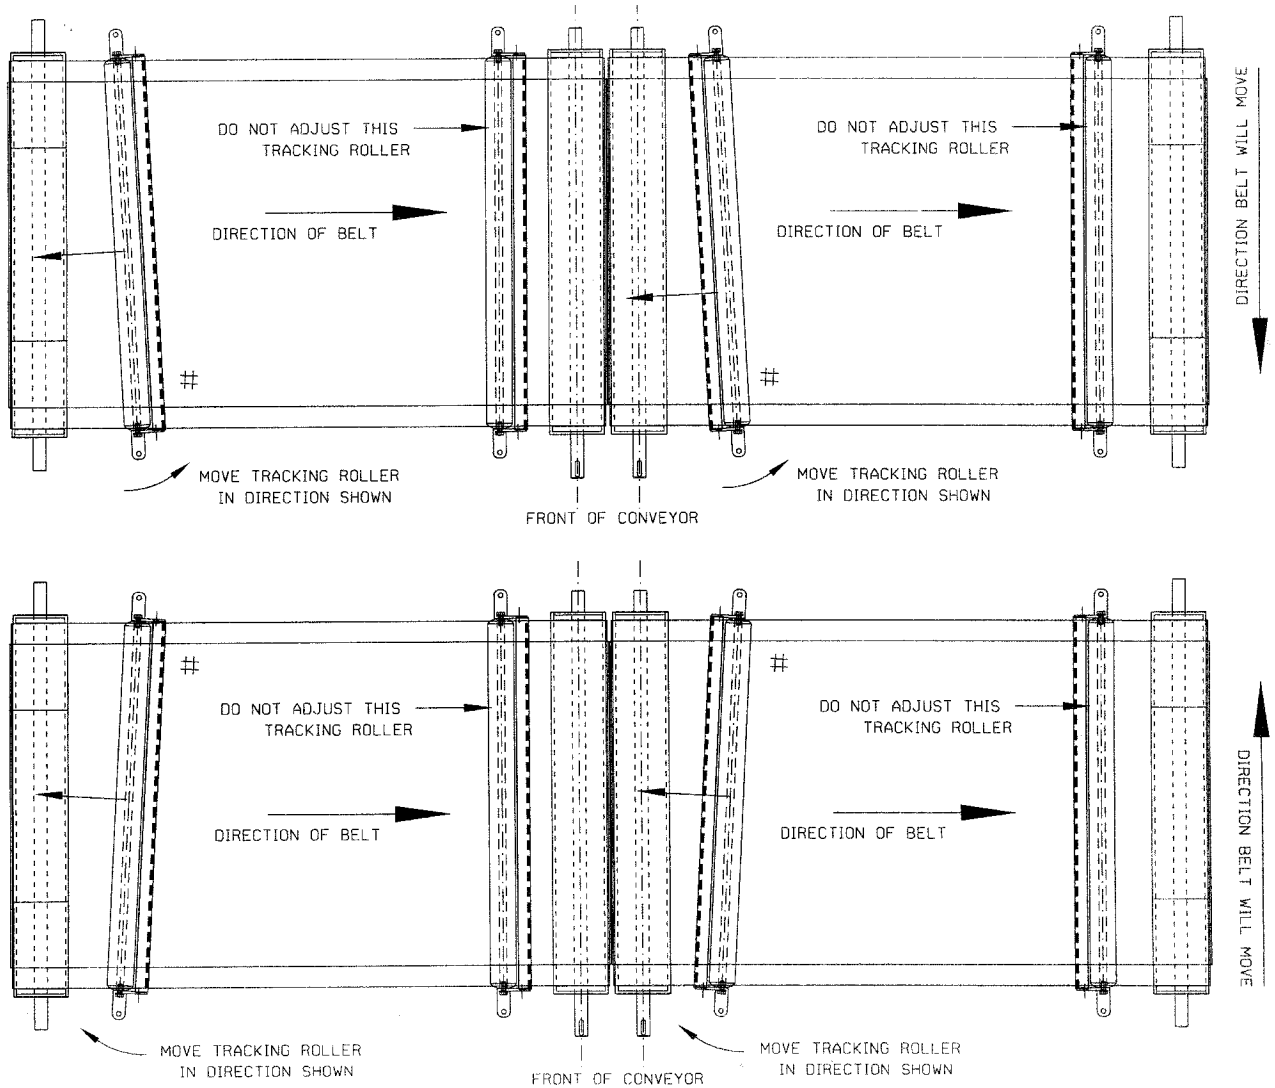 DO NOT ADJUST THIS
TRACKING ROLLER
DO NOT ADJUST THIS
TRACKING ROLLER
DIRECTION OF BELT
DIRECTION OF BELT
DIRECTION BELT WILL MOVE
#
#
MOVE TRACKING ROLLER
IN DIRECTION SHOWN
MOVE TRACKING ROLLER
IN DIRECTION SHOWN
FRONT OF CONVEYOR
#
#
DO NOT ADJUST THIS
TRACKING ROLLER
DO NOT ADJUST THIS
TRACKING ROLLER
DIRECTION OF BELT
DIRECTION OF BELT
DIRECTION BELT WILL MOVE
MOVE TRACKING ROLLER
IN DIRECTION SHOWN
MOVE TRACKING ROLLER
IN DIRECTION SHOWN
FRONT OF CONVEYOR